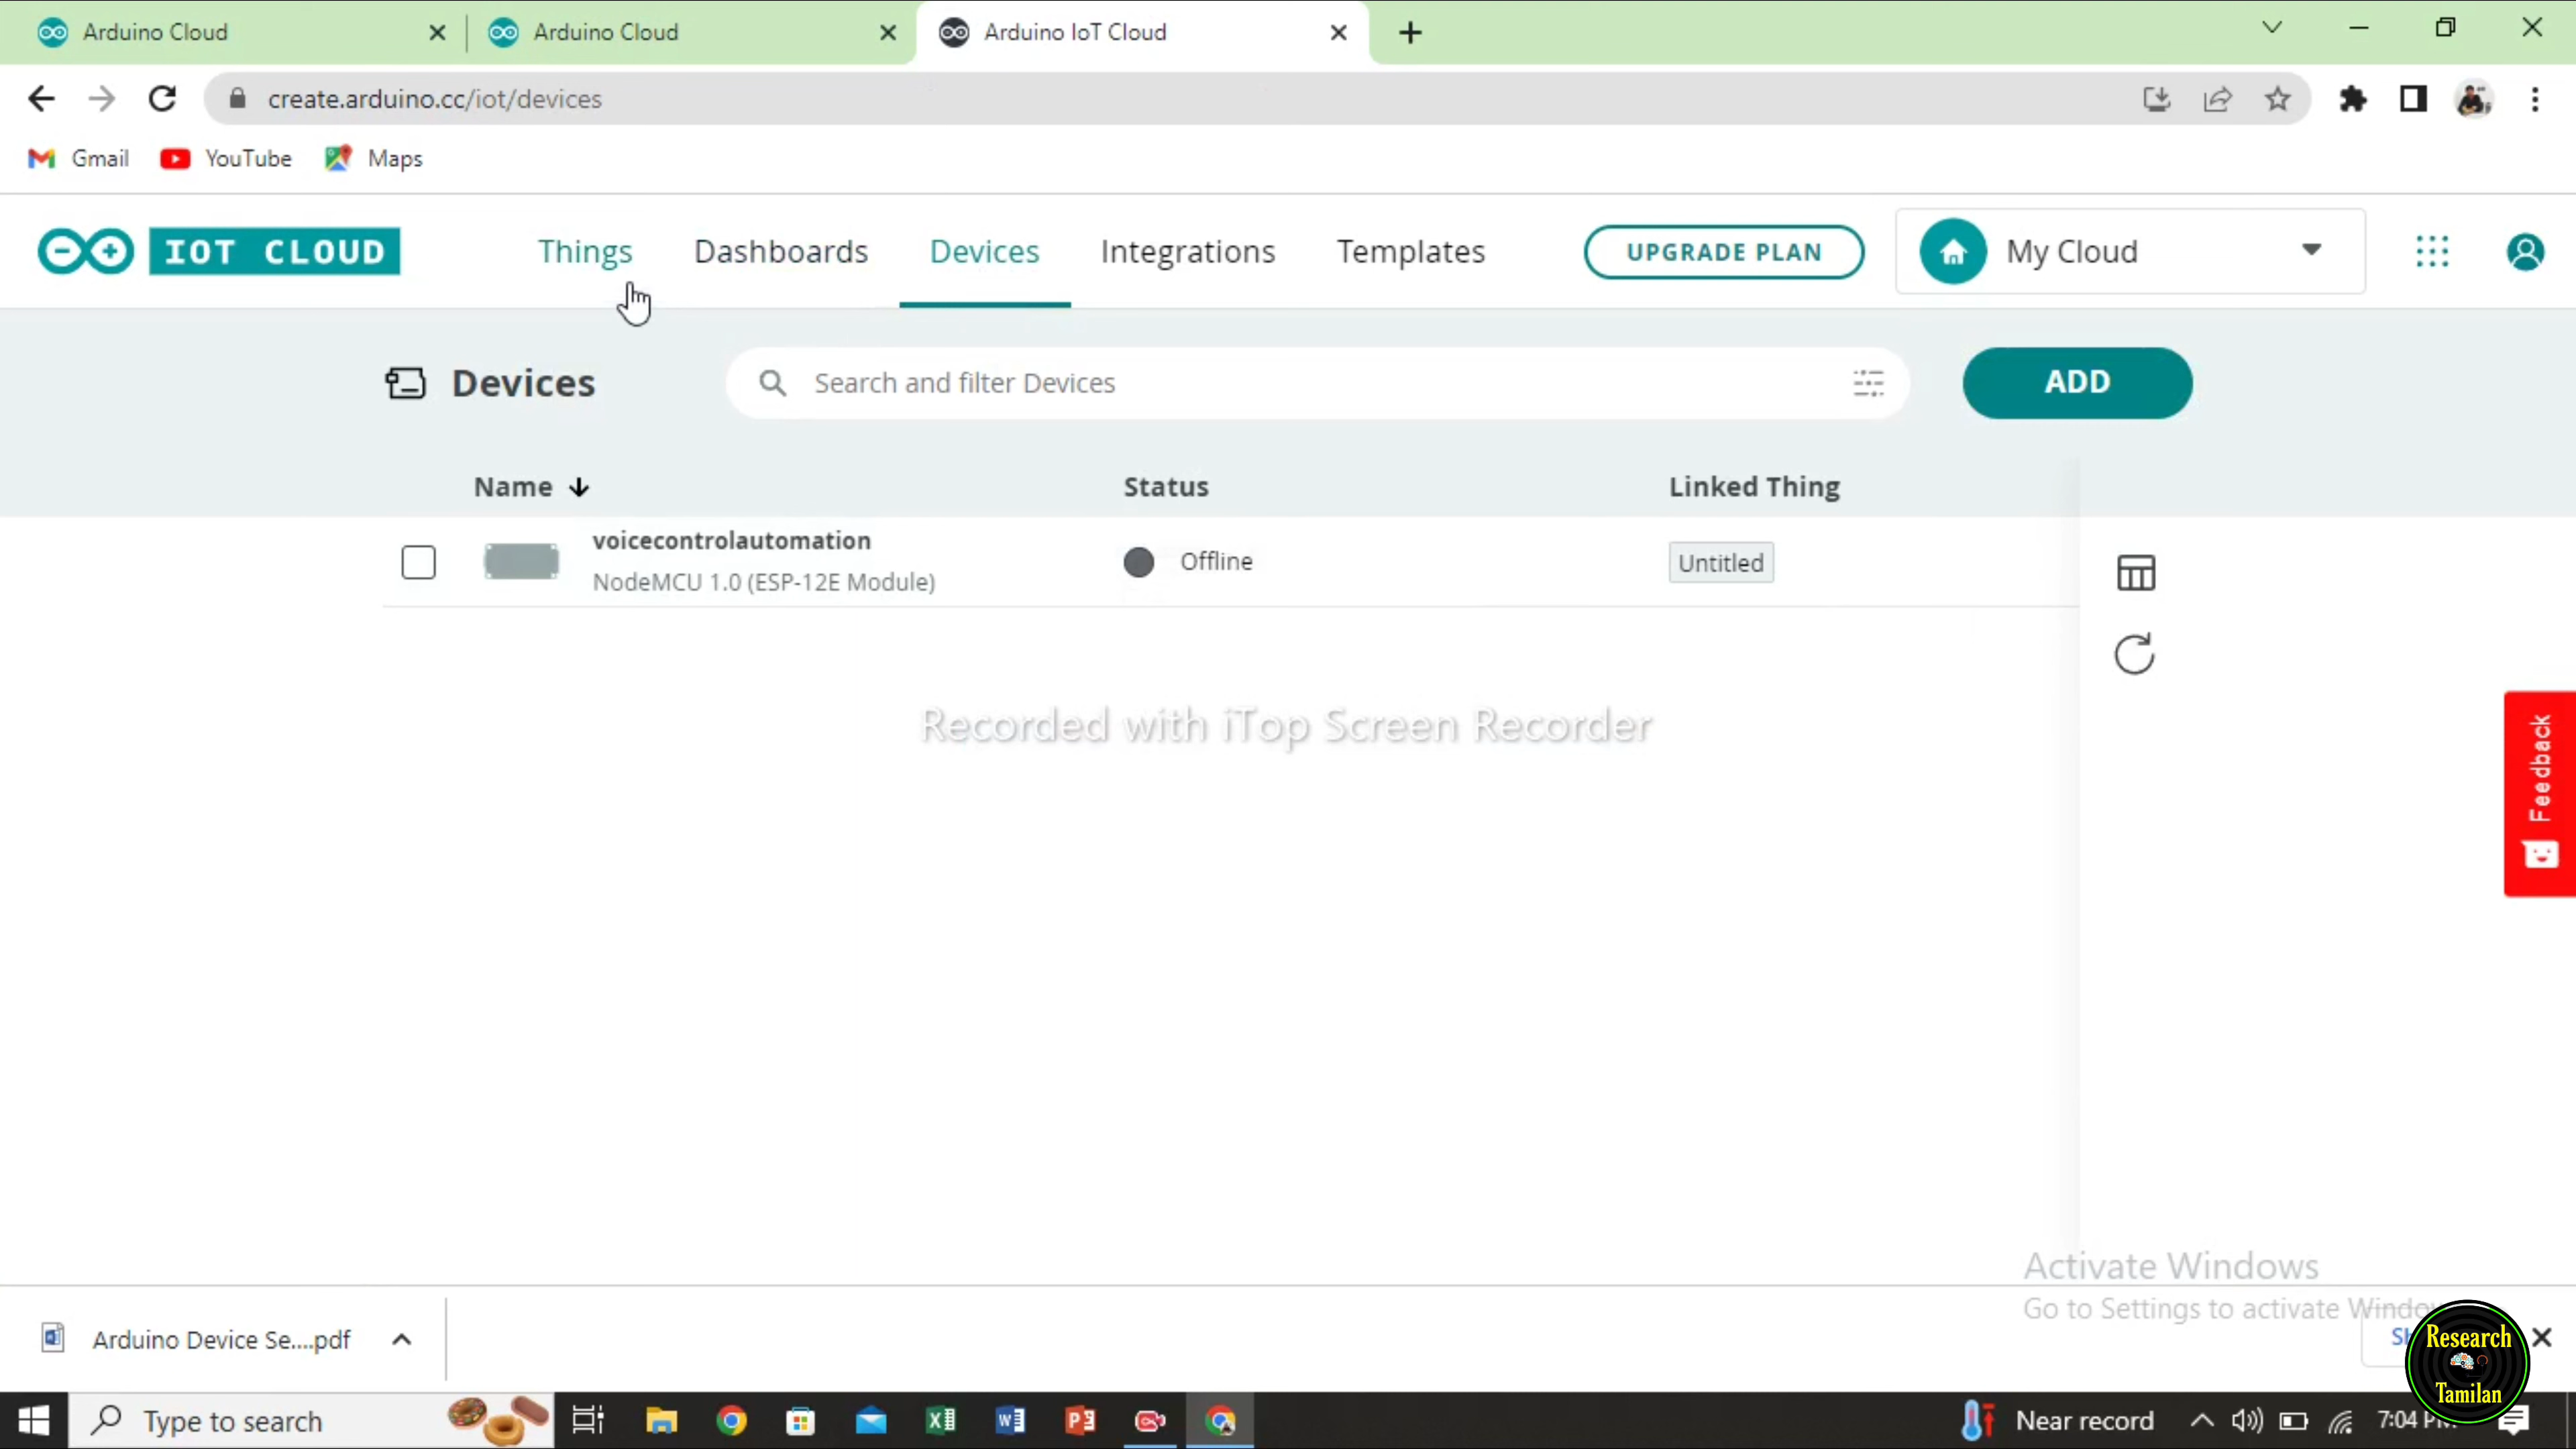 Arduino Cloud
Arduino Cloud
Arduino IoT Cloud
create.arduino.cc/iot/devices
Gmail YouTube Maps
IOT CLOUD Things Dashboards Devices Integrations Templates UPGRADE PLAN My Cloud
Devices Search and filter Devices ADD
Name Status Linked Thing
voicecontrolautomation
NodeMCU 1.0 (ESP-12E Module)
Offline
Untitled
Recorded with iTop Screen Recorder
Feedback
Activate Windows
Go to Settings to activate
Arduino Device Se....pdf
Research
Tamilan
Type to search
Near record
7:04